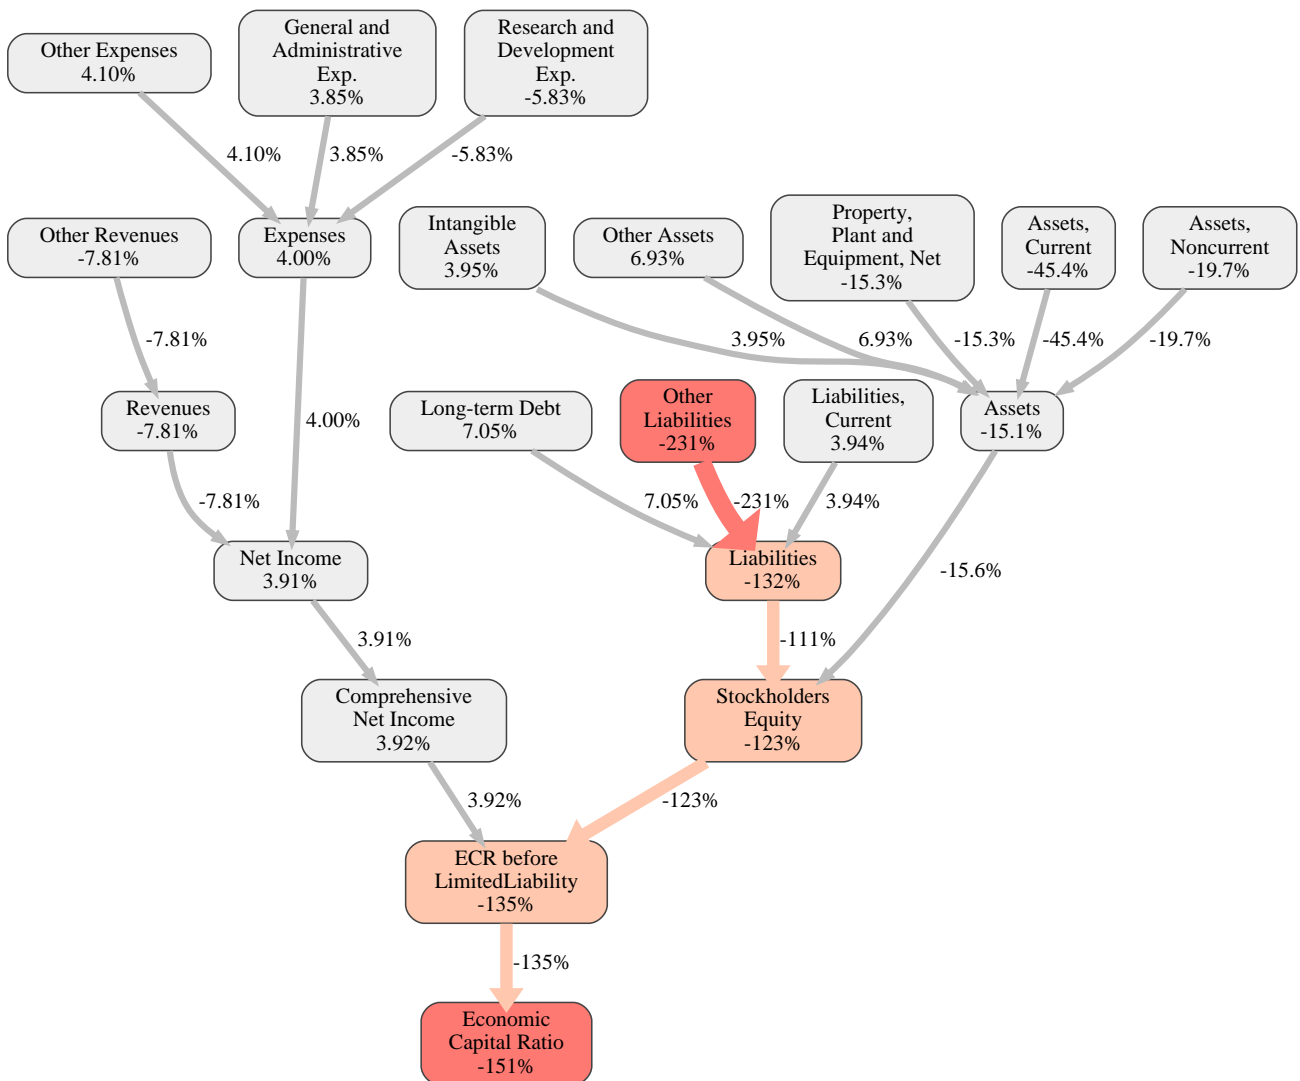 Other Expenses
4.10%
General and
Administrative
Exp.
3.85%
Research and
Development
Exp.
-5.83%
4.10%
3.85%
-5.83%
Other Revenues
-7.81%
Expenses
4.00%
Intangible
Assets
3.95%
Other Assets
6.93%
Property,
Plant and
Equipment, Net
-15.3%
Assets,
Current
-45.4%
Assets,
Noncurrent
-19.7%
-7.81%
3.95%
6.93%
-15.3%
-45.4%
-19.7%
Revenues
-7.81%
4.00%
Long-term Debt
7.05%
Other
Liabilities
-231%
Liabilities,
Current
3.94%
Assets
-15.1%
-7.81%
7.05%
-231%
3.94%
Net Income
3.91%
Liabilities
-132%
-15.6%
3.91%
-111%
Comprehensive
Net Income
3.92%
Stockholders
Equity
-123%
3.92%
-123%
ECR before
LimitedLiability
-135%
-135%
Economic
Capital Ratio
-151%